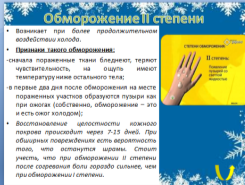 Обморожение II степени
• Возникает при более продолжительном
воздействии холода.
• Признаки такого обморожения:
-сначала пораженные ткани бледнеют, теряют
чувствительность, на ощупь имеют
температуру ниже остального тела;
-в первые два дня после обморожения на месте
пораженных участков образуются пузыри как
при ожогах (собственно, обморожение – это
и есть ожог холодом);
• Восстановление целостности кожного
покрова происходит через 7-15 дней. При
обширных повреждениях есть вероятность
того, что останутся шрамы. Стоит
учесть, что при обморожении II степени
после согревания боли гораздо сильнее, чем
при обморожении I степени.
СТЕПЕНИ ОБМОРОЖЕНИЯ
II СТЕПЕНЬ